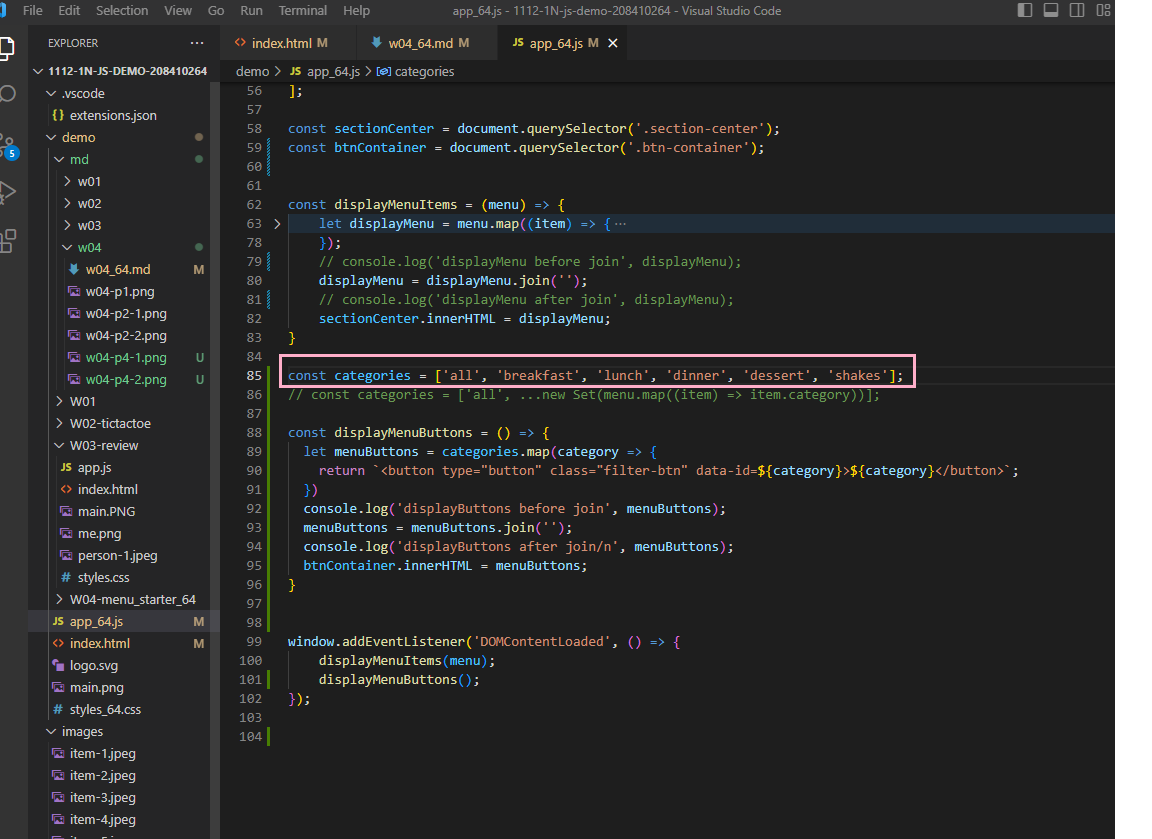 File Edit Selection View Go Run Terminal Help app_64.js - 1112-1N-js-demo-208410264 - Visual Studio Code
EXPLORER ···
1112-1N-JS-DEMO-208410264
.vscode
{} extensions.json
demo
md
w01
w02
w03
w04
w04_64.md M
w04-p1.png
w04-p2-1.png
w04-p2-2.png
w04-p4-1.png U
w04-p4-2.png U
W01
W02-tictactoe
W03-review
JS app.js
<> index.html
main.PNG
me.png
person-1.jpeg
# styles.css
W04-menu_starter_64
JS app_64.js M
<> index.html M
logo.svg
main.png
# styles_64.css
images
item-1.jpeg
item-2.jpeg
item-3.jpeg
item-4.jpeg
5
<> index.html M w04_64.md M JS app_64.js M
demo > JS app_64.js > categories
56 ];
57
58 const sectionCenter = document.querySelector('.section-center');
59 const btnContainer = document.querySelector('.btn-container');
60
61
62 const displayMenuItems = (menu) => {
63 let displayMenu = menu.map((item) => { ···
78 });
79 // console.log('displayMenu before join', displayMenu);
80 displayMenu = displayMenu.join('');
81 // console.log('displayMenu after join', displayMenu);
82 sectionCenter.innerHTML = displayMenu;
83 }
84
85 const categories = ['all', 'breakfast', 'lunch', 'dinner', 'dessert', 'shakes'];
86 // const categories = ['all', ...new Set(menu.map((item) => item.category))];
87
88 const displayMenuButtons = () => {
89 let menuButtons = categories.map(category => {
90 return `<button type="button" class="filter-btn" data-id=${category}>${category}</button>`;
91 })
92 console.log('displayButtons before join', menuButtons);
93 menuButtons = menuButtons.join('');
94 console.log('displayButtons after join/n', menuButtons);
95 btnContainer.innerHTML = menuButtons;
96 }
97
98
99 window.addEventListener('DOMContentLoaded', () => {
100 displayMenuItems(menu);
101 displayMenuButtons();
102 });
103
104